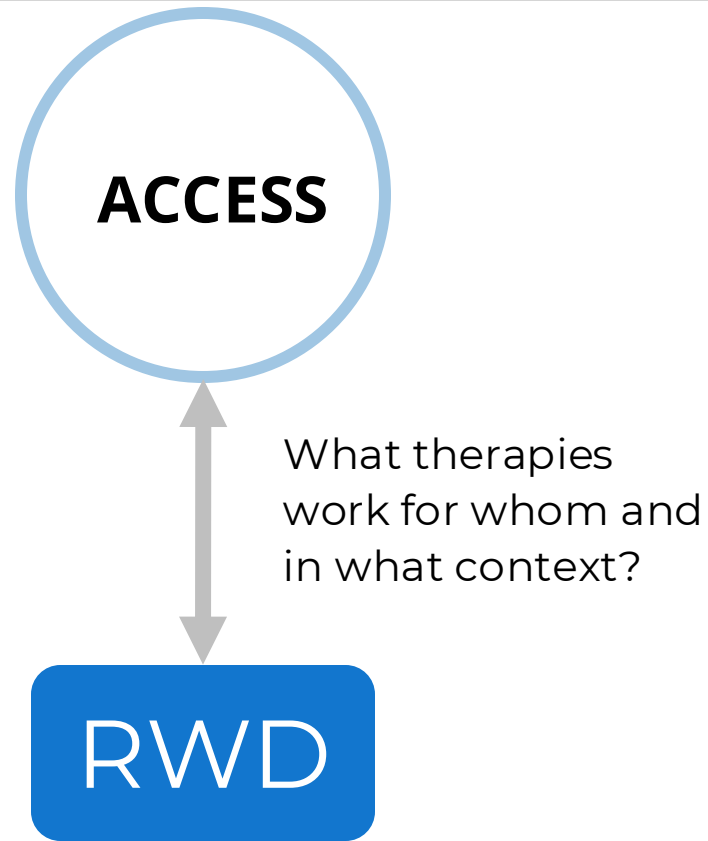 ACCESS
What therapies
work for whom and
in what context?
RWD